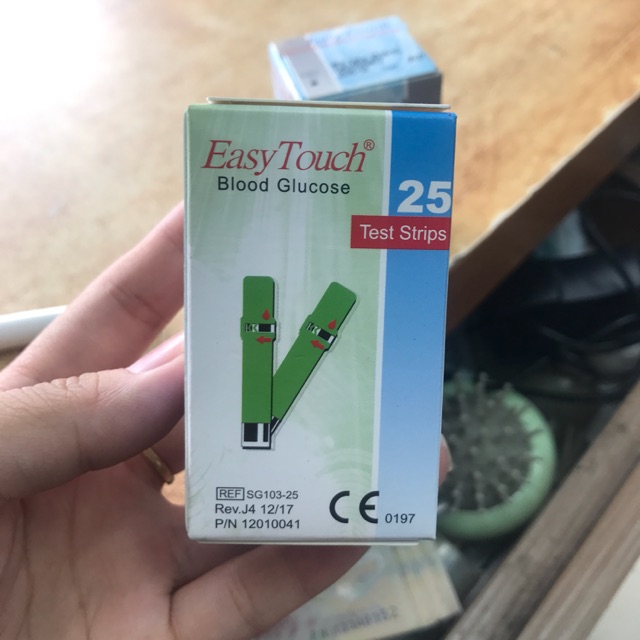 EasyTouch®
Blood Glucose
25
Test Strips
REF SG103-25
Rev.J4 12/17
P/N 12010041
CE 0197